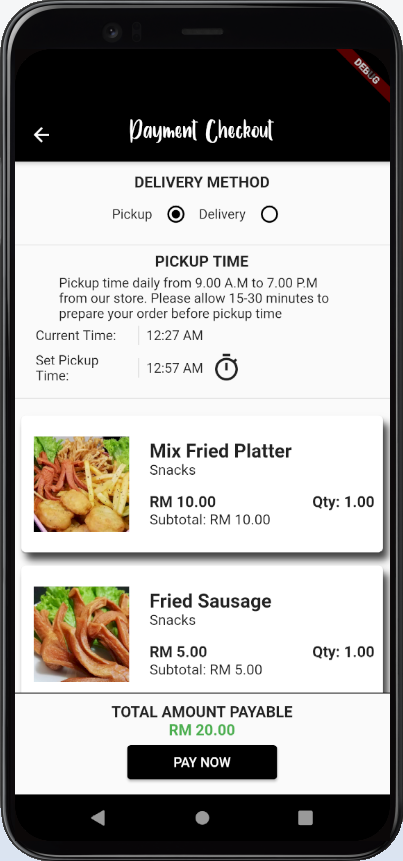 DEBUG
Payment Checkout
DELIVERY METHOD
Pickup Delivery
PICKUP TIME
Pickup time daily from 9.00 A.M to 7.00 P.M
from our store. Please allow 15-30 minutes to
prepare your order before pickup time
Current Time: 12:27 AM
Set Pickup
Time: 12:57 AM
Mix Fried Platter
Snacks
RM 10.00 Qty: 1.00
Subtotal: RM 10.00
Fried Sausage
Snacks
RM 5.00 Qty: 1.00
Subtotal: RM 5.00
TOTAL AMOUNT PAYABLE
RM 20.00
PAY NOW